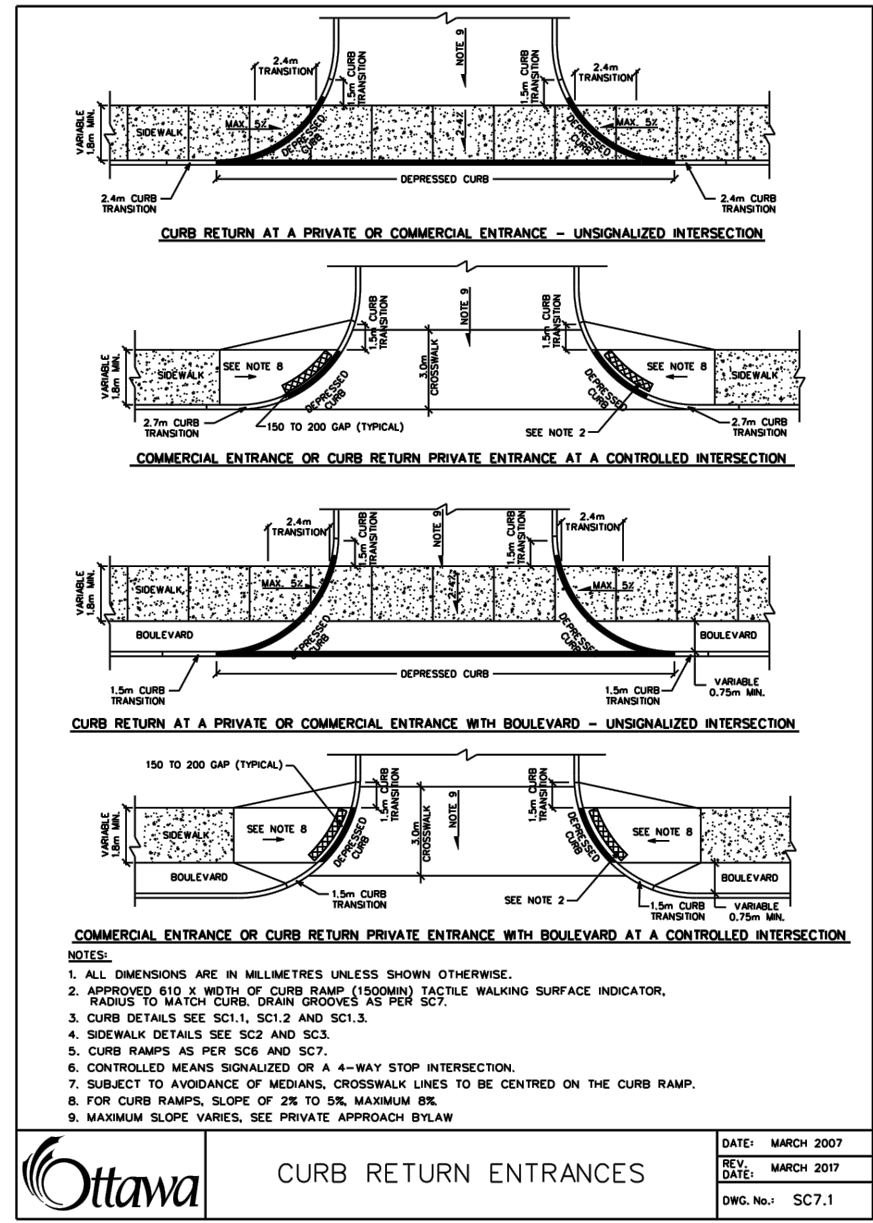 2.4m
TRANSITION
1.5m CURB
TRANSITION
NOTE 9
1.5m CURB
TRANSITION
2.4m
TRANSITION
VARIABLE
1.8m MIN.
SIDEWALK
MAX. 5%
DEPRESSED
CURB
2-4%
DEPRESSED
CURB
MAX. 5%
SIDEWALK
DEPRESSED CURB
2.4m CURB
TRANSITION
2.4m CURB
TRANSITION
CURB RETURN AT A PRIVATE OR COMMERCIAL ENTRANCE - UNSIGNALIZED INTERSECTION
1.5m CURB
TRANSITION
NOTE 9
1.5m CURB
TRANSITION
VARIABLE
1.8m MIN.
SIDEWALK
SEE NOTE 8
DEPRESSED
CURB
3.0m
CROSSWALK
DEPRESSED
CURB
SEE NOTE 8
SIDEWALK
2.7m CURB
TRANSITION
150 TO 200 GAP (TYPICAL)
SEE NOTE 2
2.7m CURB
TRANSITION
COMMERCIAL ENTRANCE OR CURB RETURN PRIVATE ENTRANCE AT A CONTROLLED INTERSECTION
2.4m
TRANSITION
1.5m CURB
TRANSITION
NOTE 9
1.5m CURB
TRANSITION
2.4m
TRANSITION
VARIABLE
1.8m MIN.
SIDEWALK
MAX. 5%
2-4%
MAX. 5%
BOULEVARD
DEPRESSED
CURB
DEPRESSED
CURB
BOULEVARD
DEPRESSED CURB
1.5m CURB
TRANSITION
1.5m CURB
TRANSITION
VARIABLE
0.75m MIN.
CURB RETURN AT A PRIVATE OR COMMERCIAL ENTRANCE WITH BOULEVARD - UNSIGNALIZED INTERSECTION
150 TO 200 GAP (TYPICAL)
1.5m CURB
TRANSITION
NOTE 9
1.5m CURB
TRANSITION
VARIABLE
1.8m MIN.
SIDEWALK
SEE NOTE 8
DEPRESSED
CURB
3.0m
CROSSWALK
DEPRESSED
CURB
SEE NOTE 8
SIDEWALK
BOULEVARD
BOULEVARD
1.5m CURB
TRANSITION
SEE NOTE 2
1.5m CURB
TRANSITION
VARIABLE
0.75m MIN.
COMMERCIAL ENTRANCE OR CURB RETURN PRIVATE ENTRANCE WITH BOULEVARD AT A CONTROLLED INTERSECTION
NOTES:
1. ALL DIMENSIONS ARE IN MILLIMETRES UNLESS SHOWN OTHERWISE.
2. APPROVED 610 X WIDTH OF CURB RAMP (1500MIN) TACTILE WALKING SURFACE INDICATOR,
RADIUS TO MATCH CURB. DRAIN GROOVES AS PER SC7.
3. CURB DETAILS SEE SC1.1, SC1.2 AND SC1.3.
4. SIDEWALK DETAILS SEE SC2 AND SC3.
5. CURB RAMPS AS PER SC6 AND SC7.
6. CONTROLLED MEANS SIGNALIZED OR A 4-WAY STOP INTERSECTION.
7. SUBJECT TO AVOIDANCE OF MEDIANS, CROSSWALK LINES TO BE CENTRED ON THE CURB RAMP.
8. FOR CURB RAMPS, SLOPE OF 2% TO 5%, MAXIMUM 8%.
9. MAXIMUM SLOPE VARIES, SEE PRIVATE APPROACH BYLAW
Ottawa
CURB RETURN ENTRANCES
DATE: MARCH 2007
REV.
DATE: MARCH 2017
DWG. No.: SC7.1